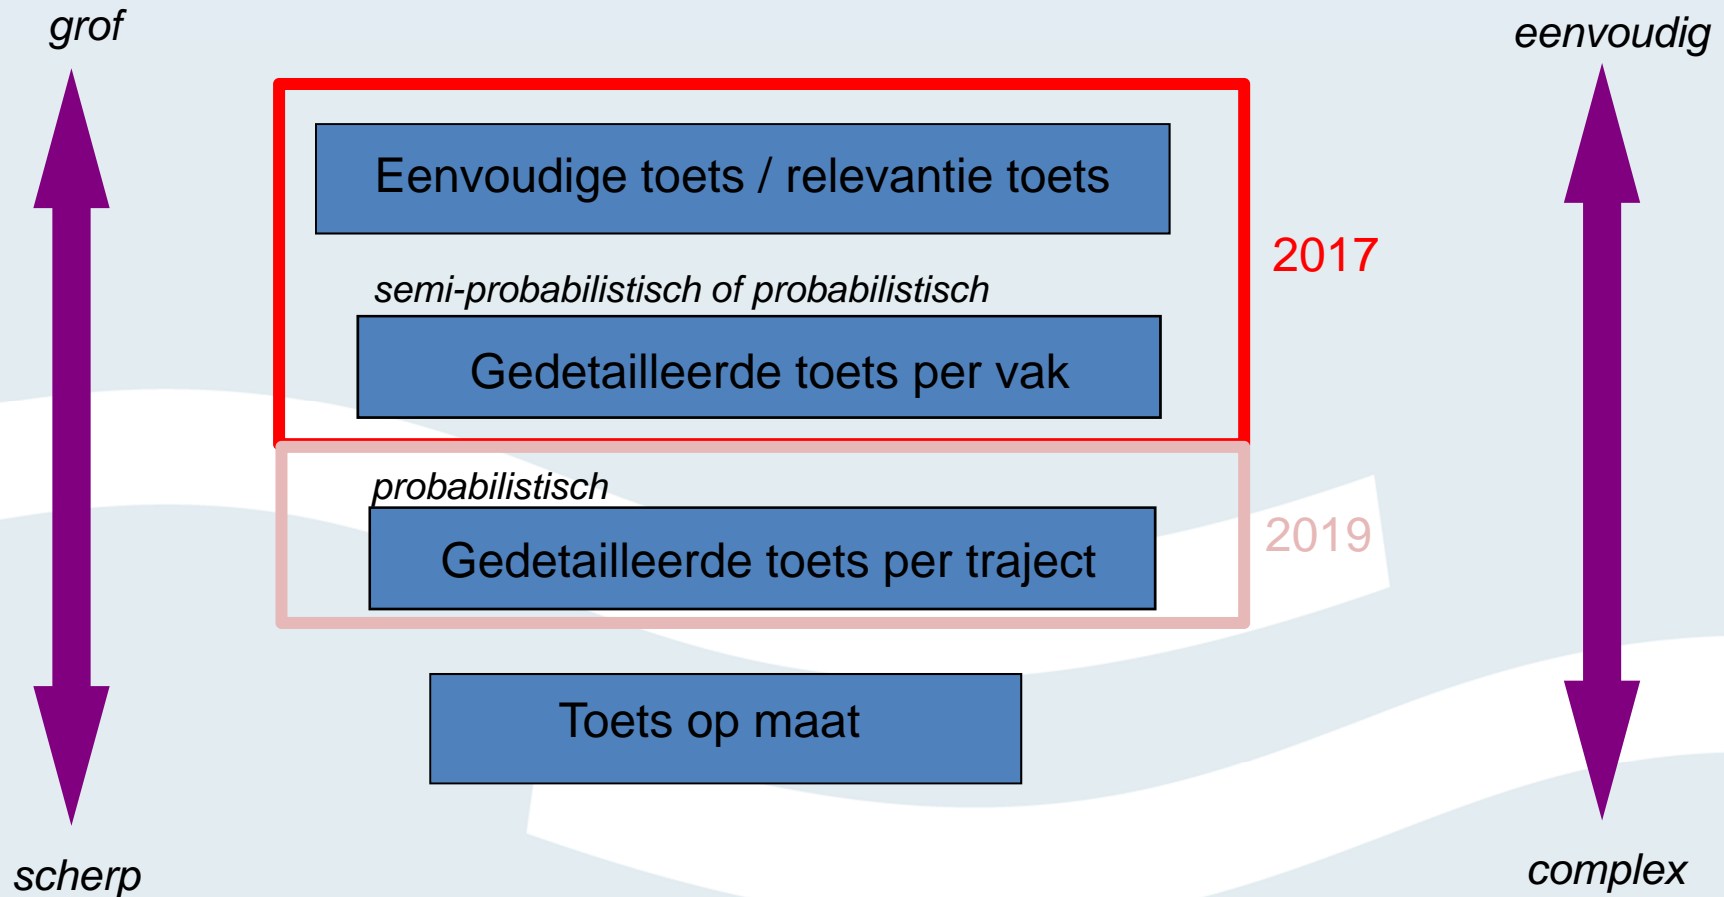 grof
eenvoudig
Eenvoudige toets / relevantie toets
2017
semi-probabilistisch of probabilistisch
Gedetailleerde toets per vak
probabilistisch
2019
Gedetailleerde toets per traject
Toets op maat
scherp
complex